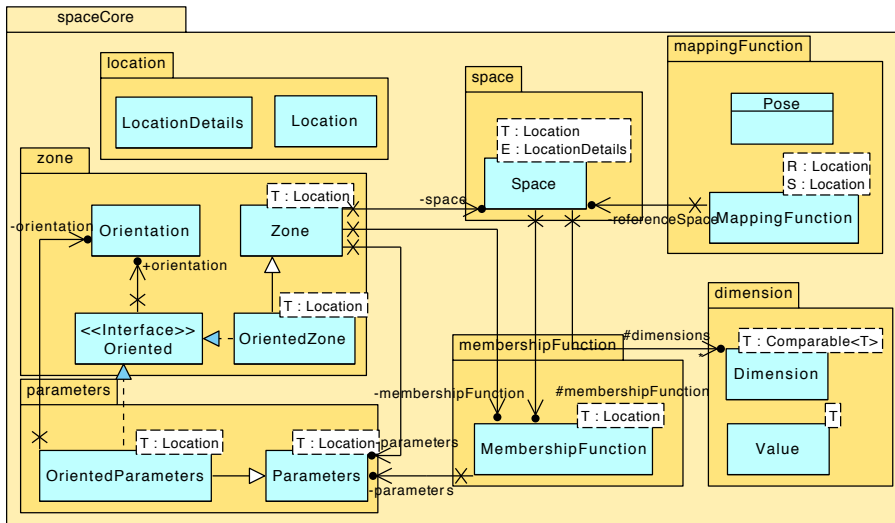 spaceCore
location
LocationDetails
Location
space
T : Location
E : LocationDetails
Space
mappingFunction
Pose
R : Location
S : Location
MappingFunction
-referenceSpace
zone
T : Location
Zone
-space
Orientation
-orientation
+orientation
<<Interface>>
Oriented
T : Location
OrientedZone
parameters
T : Location
OrientedParameters
T : Location
Parameters
-parameters
-parameters
-membershipFunction
membershipFunction
#membershipFunction
T : Location
MembershipFunction
dimension
#dimensions
*
T : Comparable<T>
Dimension
T
Value